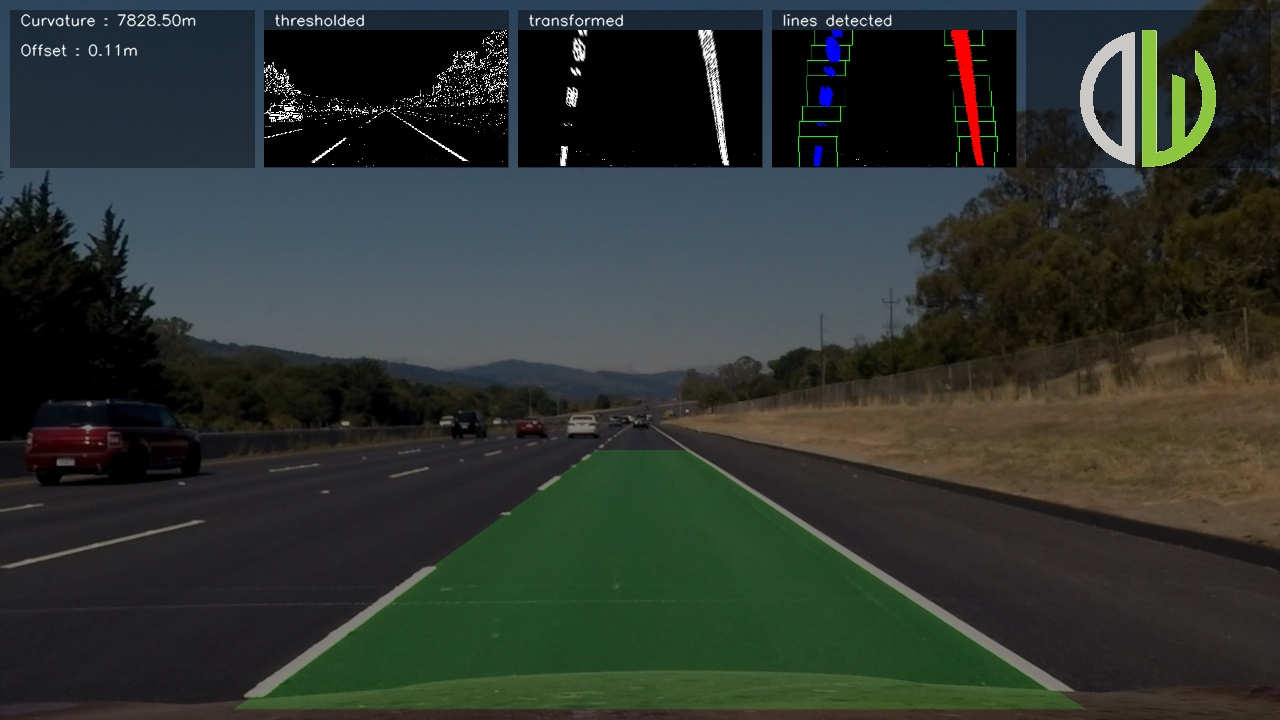 Curvature : 7828.50m
Offset : 0.11m
thresholded
transformed
lines detected